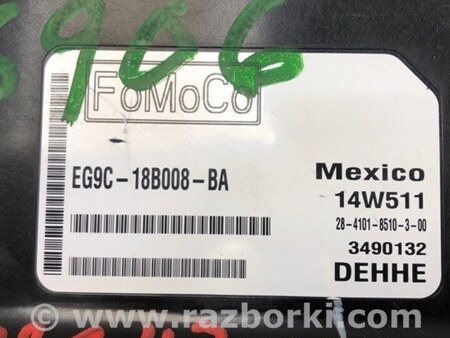 FoMoCo
EG9C-18B008-BA
Mexico
14W511
28-4101-8510-3-00
3490132
DEHHE
© www.razborki.com